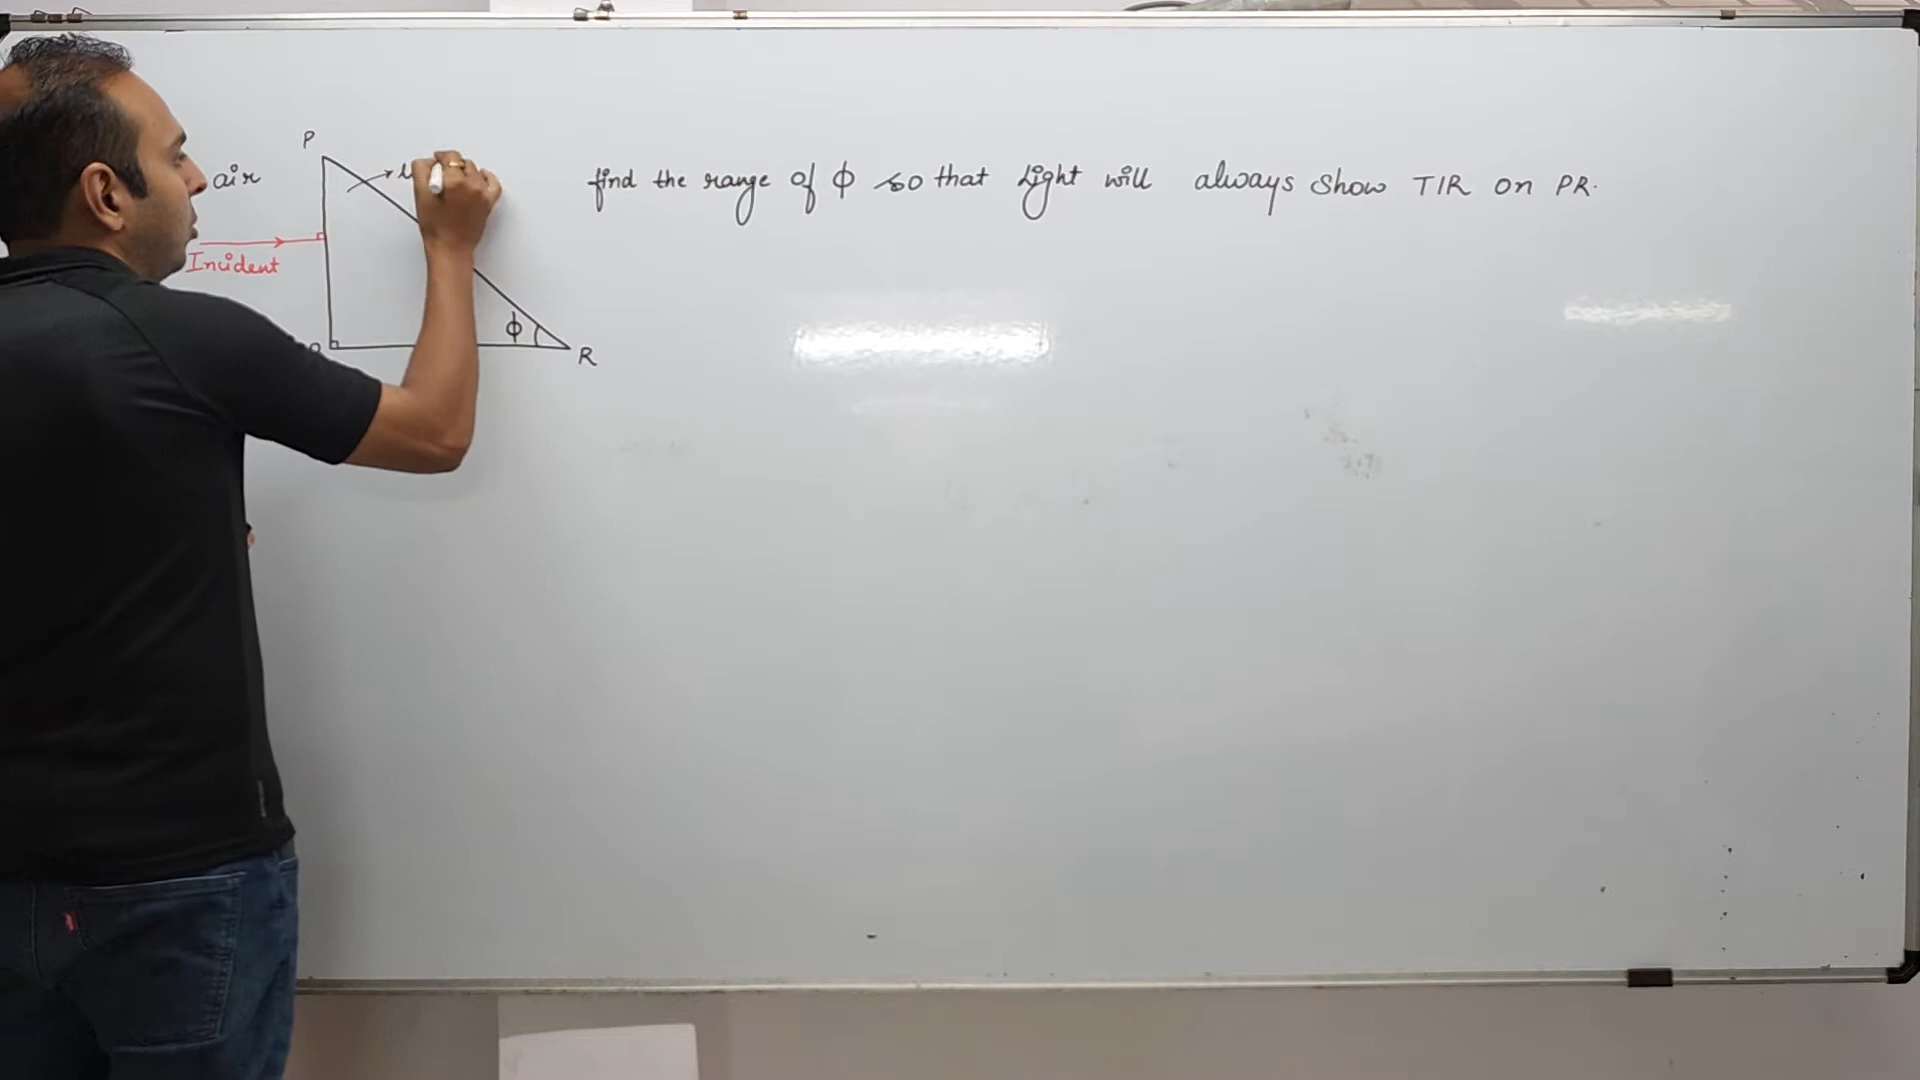 P
air
find the range of ϕ so that light will always show TIR on PR.
Incident
ϕ
R